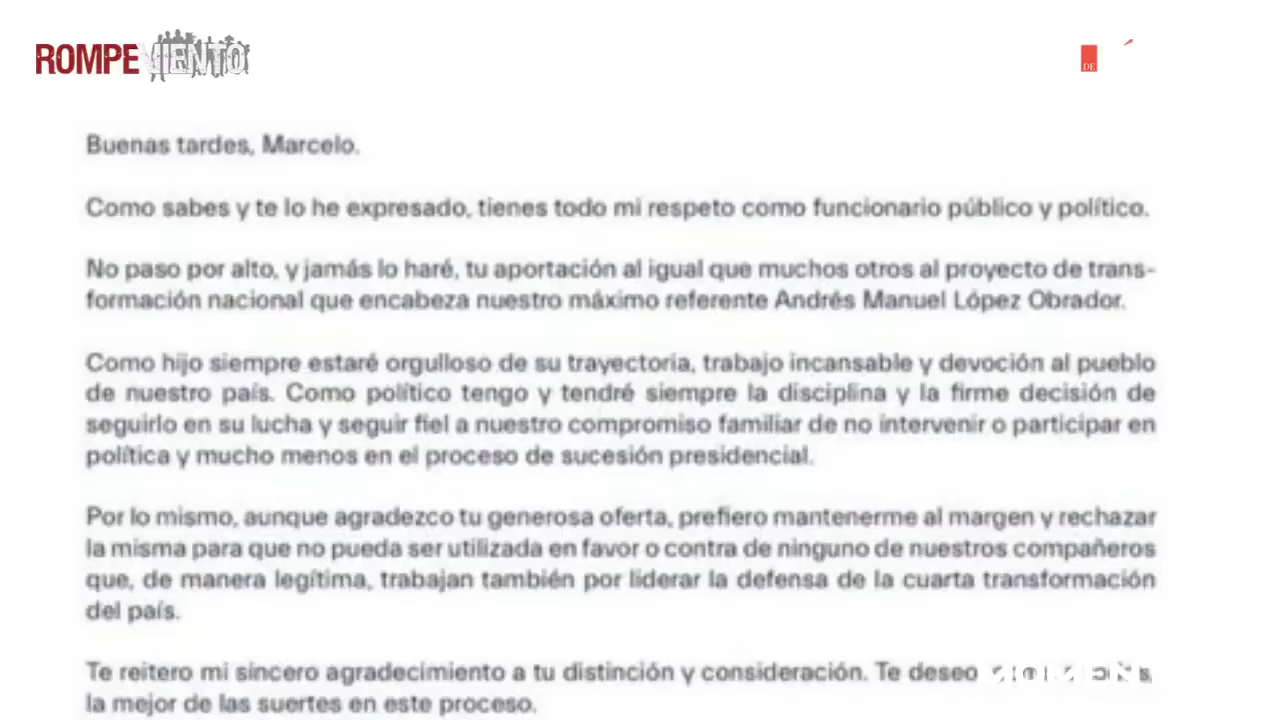 ROMPEVIENTO
DE
Buenas tardes, Marcelo.
Como sabes y te lo he expresado, tienes todo mi respeto como funcionario público y político.
No paso por alto, y jamás lo haré, tu aportación al igual que muchos otros al proyecto de trans-
formación nacional que encabeza nuestro máximo referente Andrés Manuel López Obrador.
Como hijo siempre estaré orgulloso de su trayectoria, trabajo incansable y devoción al pueblo
de nuestro país. Como político tengo y tendré siempre la disciplina y la firme decisión de
seguirlo en su lucha y seguir fiel a nuestro compromiso familiar de no intervenir o participar en
política y mucho menos en el proceso de sucesión presidencial.
Por lo mismo, aunque agradezco tu generosa oferta, prefiero mantenerme al margen y rechazar
la misma para que no pueda ser utilizada en favor o contra de ninguno de nuestros compañeros
que, de manera legítima, trabajan también por liderar la defensa de la cuarta transformación
del país.
Te reitero mi sincero agradecimiento a tu distinción y consideración. Te deseo
la mejor de las suertes en este proceso.